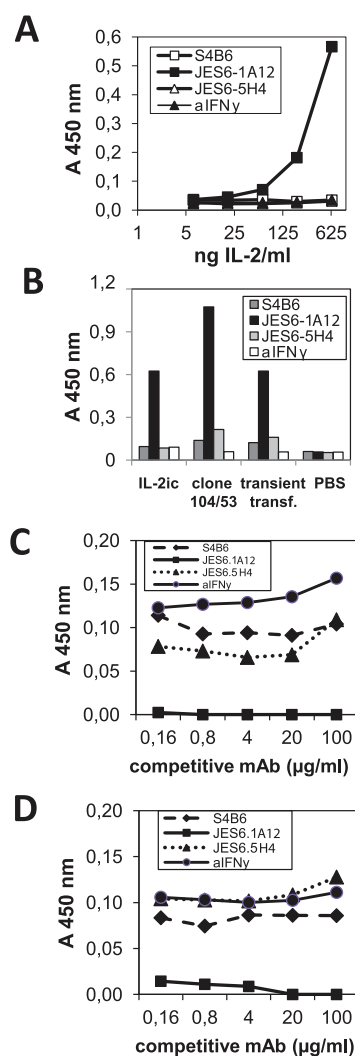 A
0,6
0,5
0,4
0,3
0,2
0,1
0,0
A 450 nm
S4B6
JES6-1A12
JES6-5H4
aIFNγ
1 5 25 125 625
ng IL-2/ml
B
1,2
0,9
0,6
0,3
0
A 450 nm
S4B6
JES6-1A12
JES6-5H4
aIFNγ
IL-2ic clone transient PBS
104/53 transf.
C
0,20
0,15
0,10
0,05
0,00
A 450 nm
S4B6
JES6.1A12
JES6.5H4
aIFNγ
0,16 0,8 4 20 100
competitive mAb (µg/ml)
D
0,20
0,15
0,10
0,05
0,00
A 450 nm
S4B6
JES6.1A12
JES6.5H4
aIFNγ
0,16 0,8 4 20 100
competitive mAb (µg/ml)